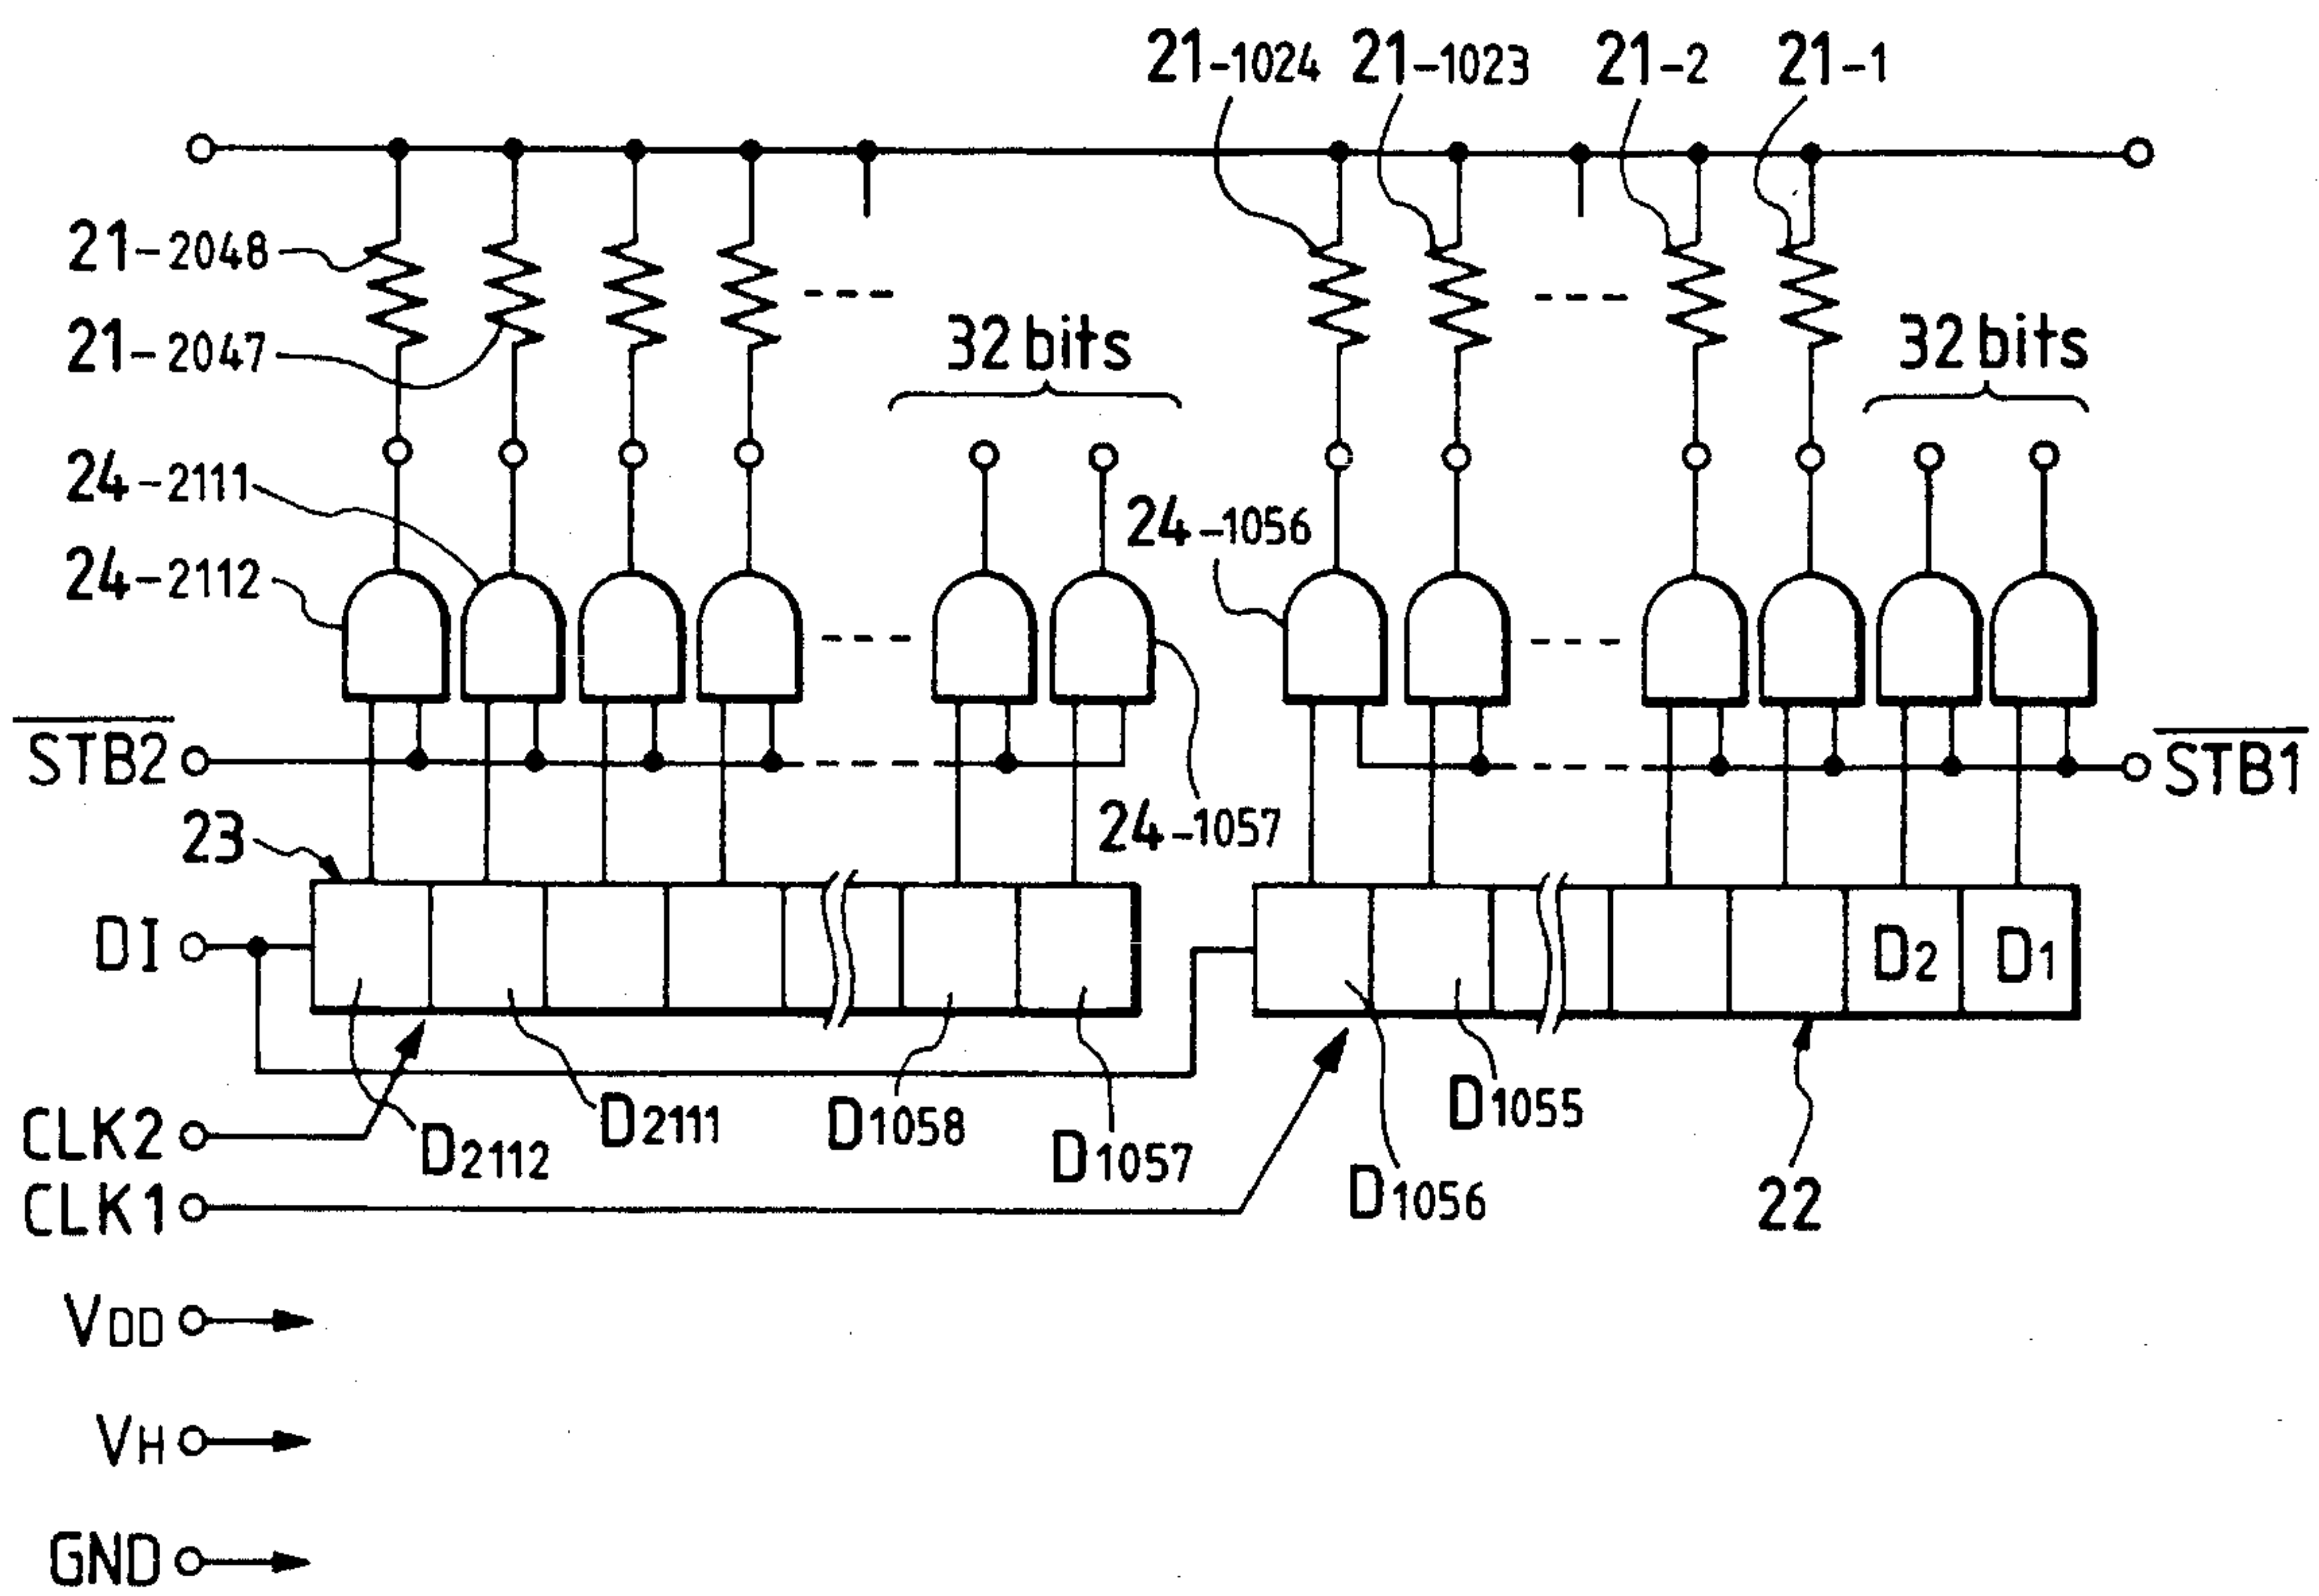 21-1024 21-1023 21-2 21-1
21-2048
21-2047
32 bits 32 bits
24-2111
24-1056
24-2112
STB2 STB1
24-1057
23
DI
D2 D1
D2111 D1058 D1055
CLK2 D2112 D1057
CLK1 D1056 22
VDD
VH
GND